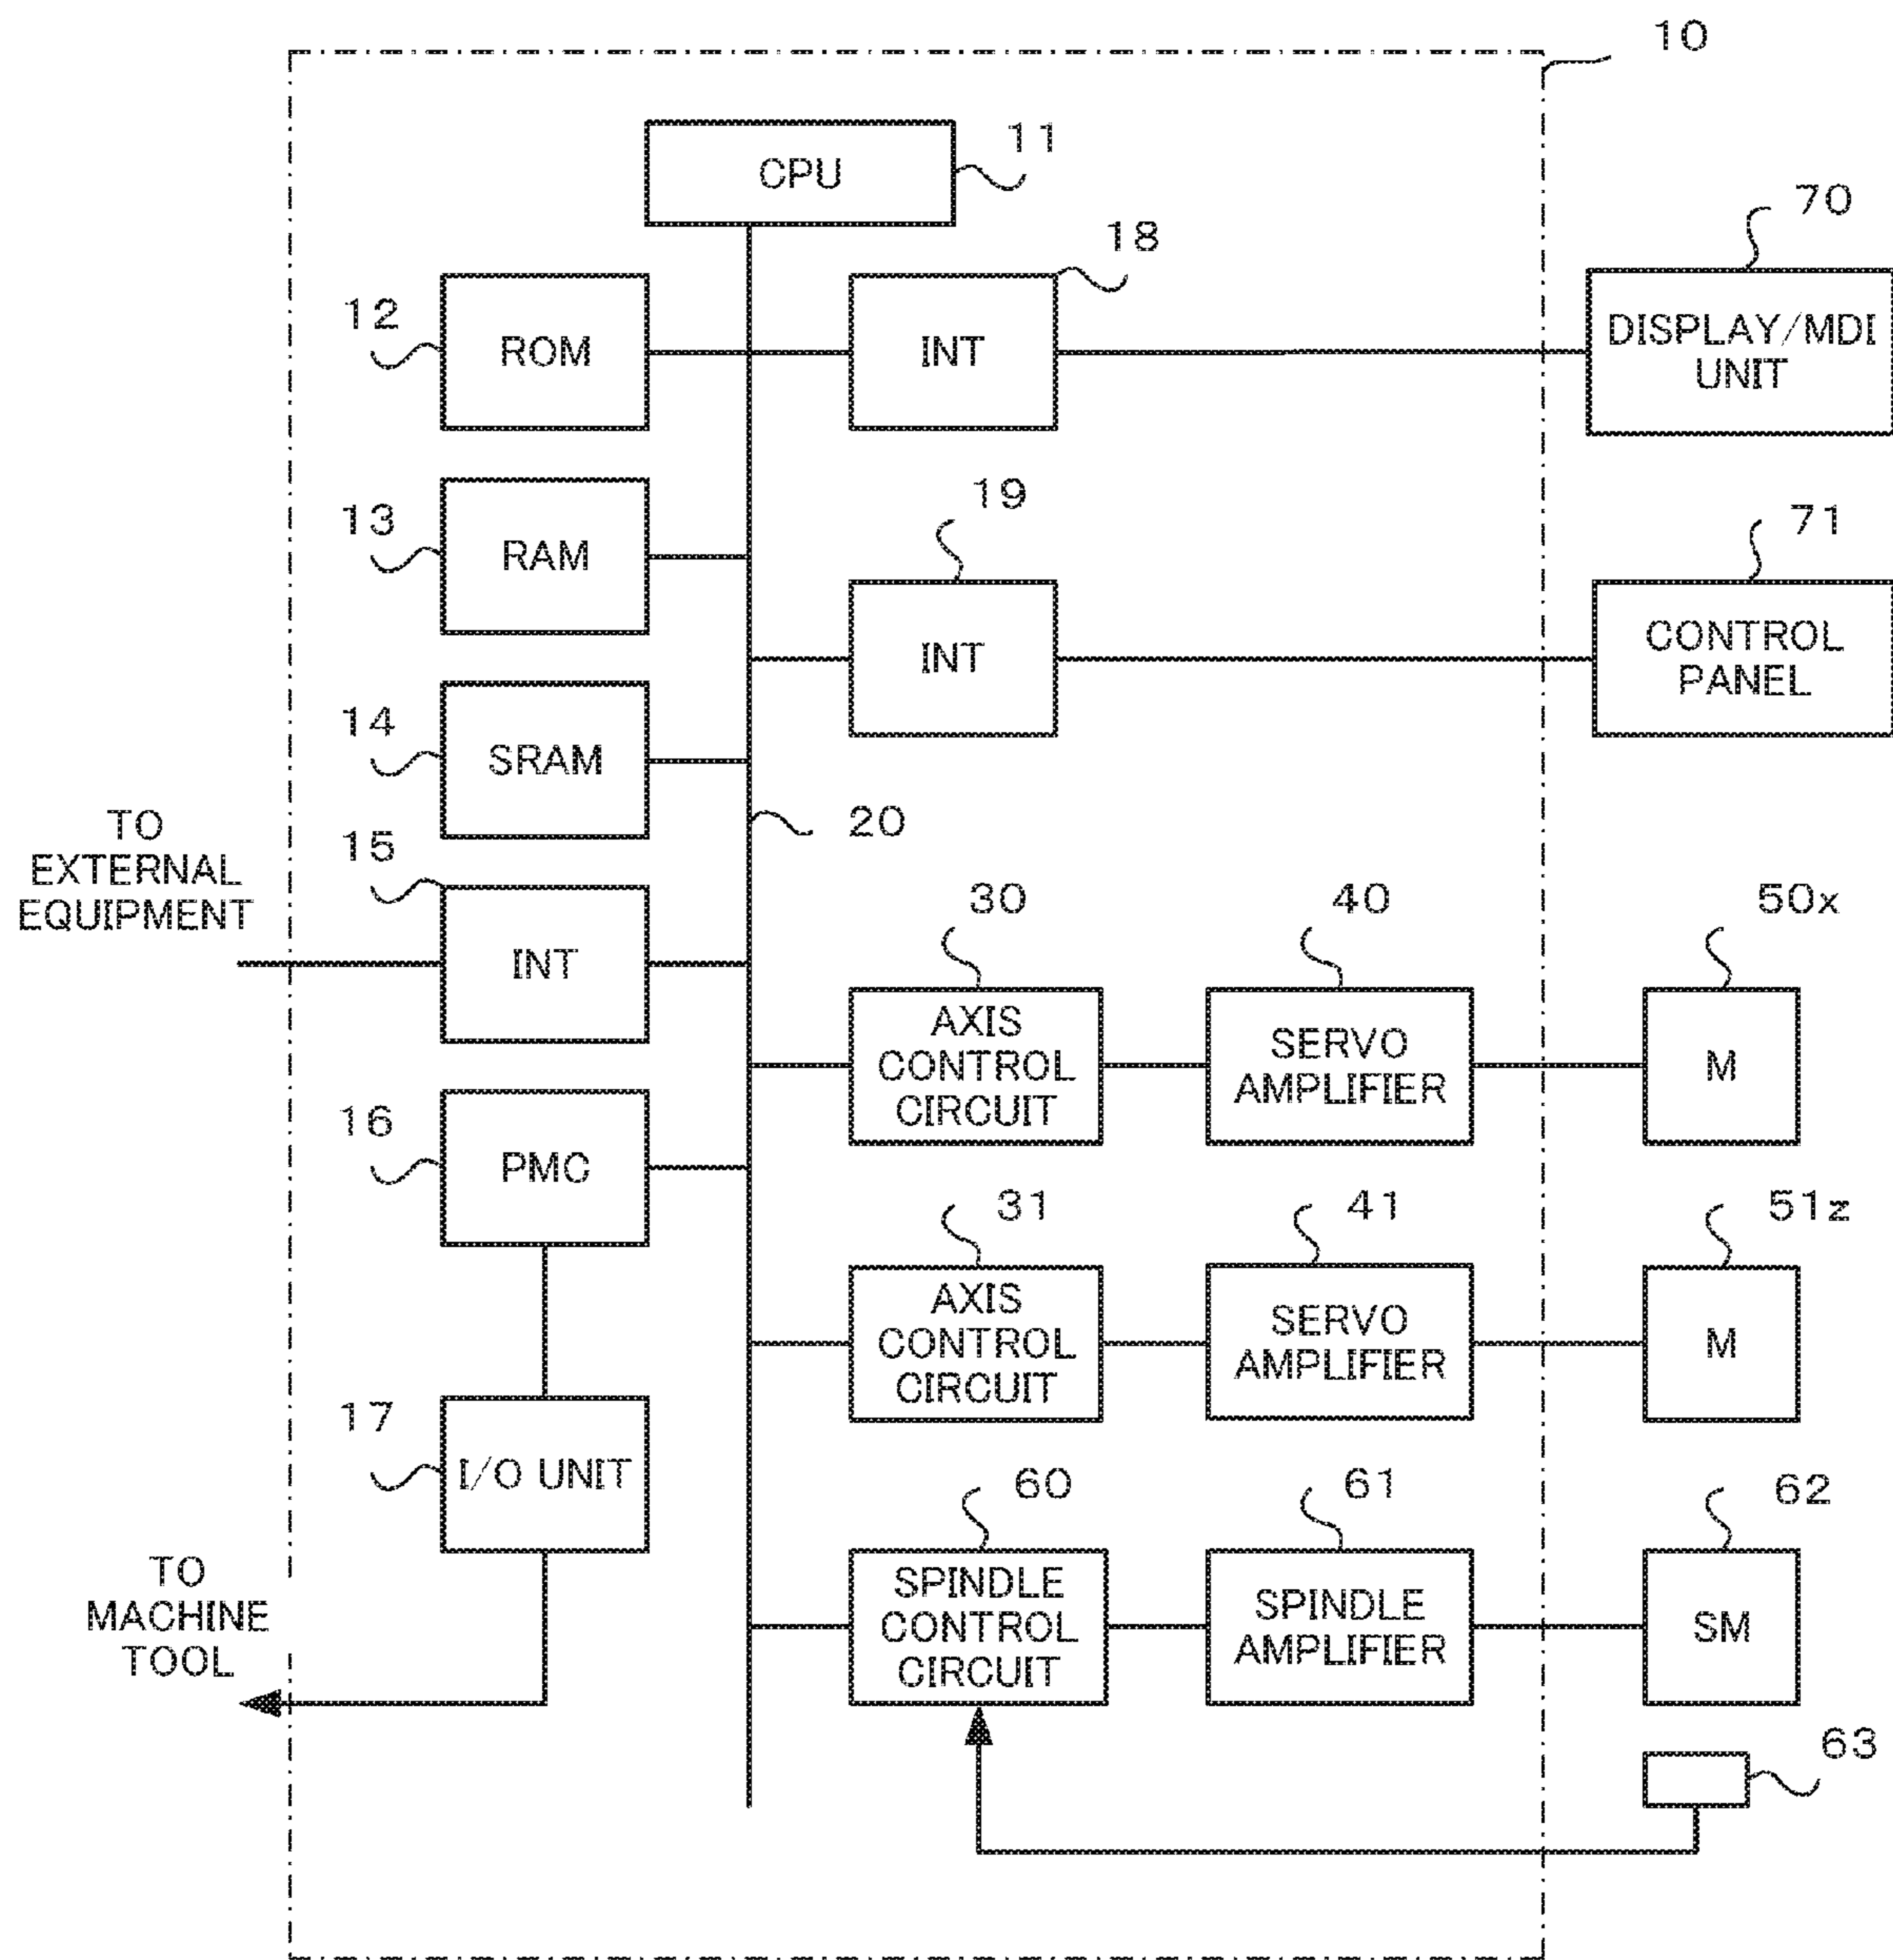 10
CPU
11
18
70
12
ROM
INT
DISPLAY/MDI
UNIT
13
RAM
19
71
INT
CONTROL
PANEL
14
SRAM
20
TO
EXTERNAL
EQUIPMENT
15
INT
30
40
50x
AXIS
CONTROL
CIRCUIT
SERVO
AMPLIFIER
M
16
PMC
31
41
51z
AXIS
CONTROL
CIRCUIT
SERVO
AMPLIFIER
M
17
I/O UNIT
60
61
62
TO
MACHINE
TOOL
SPINDLE
CONTROL
CIRCUIT
SPINDLE
AMPLIFIER
SM
63